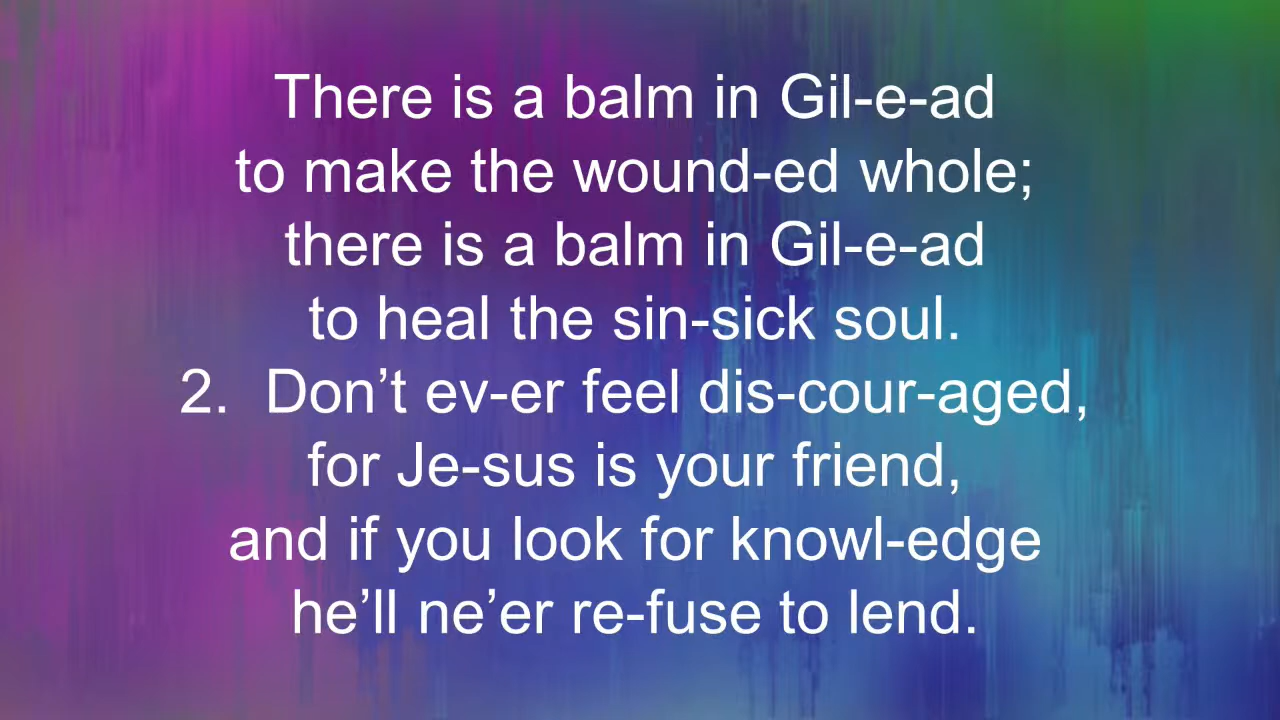 There is a balm in Gil-e-ad
to make the wound-ed whole;
there is a balm in Gil-e-ad
to heal the sin-sick soul.
2.  Don’t ev-er feel dis-cour-aged,
for Je-sus is your friend,
and if you look for knowl-edge
he’ll ne’er re-fuse to lend.